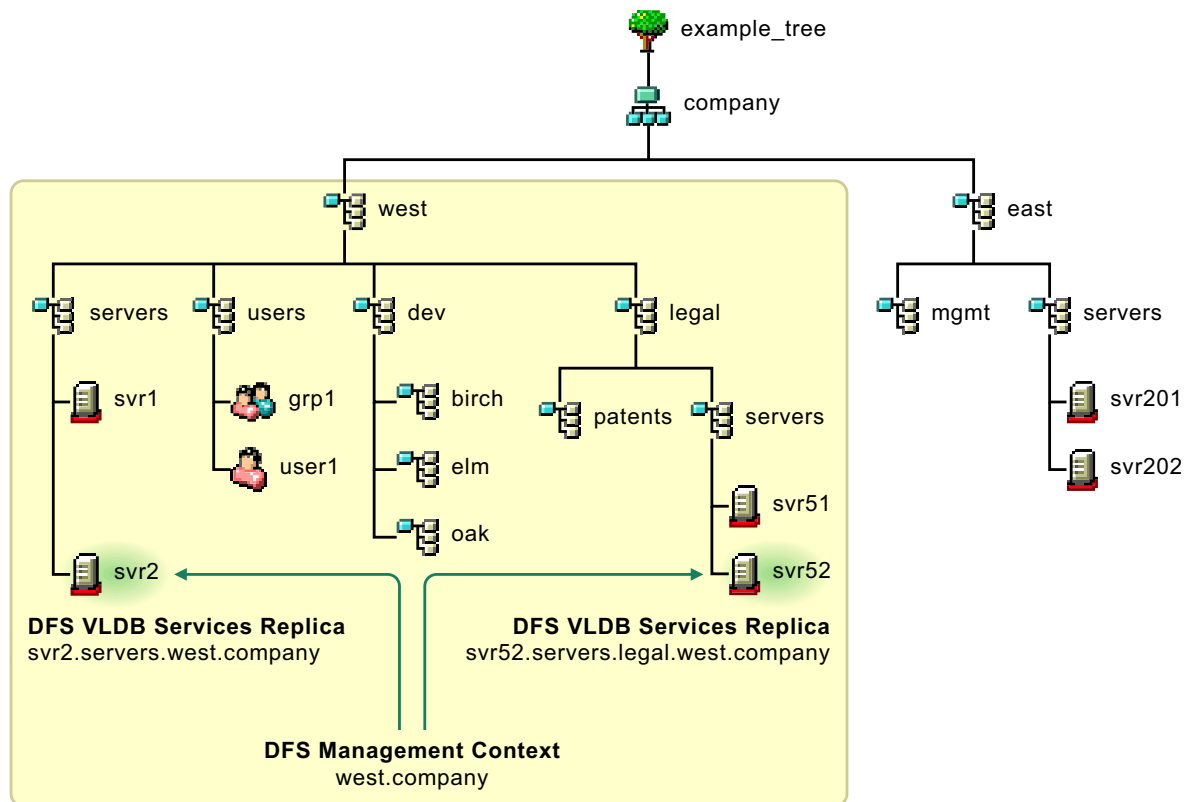 example_tree
company
west
east
servers
users
dev
legal
mgmt
servers
svr1
grp1
birch
patents
servers
svr201
user1
elm
svr202
svr51
oak
svr2
svr52
DFS VLDB Services Replica
svr2.servers.west.company
DFS VLDB Services Replica
svr52.servers.legal.west.company
DFS Management Context
west.company